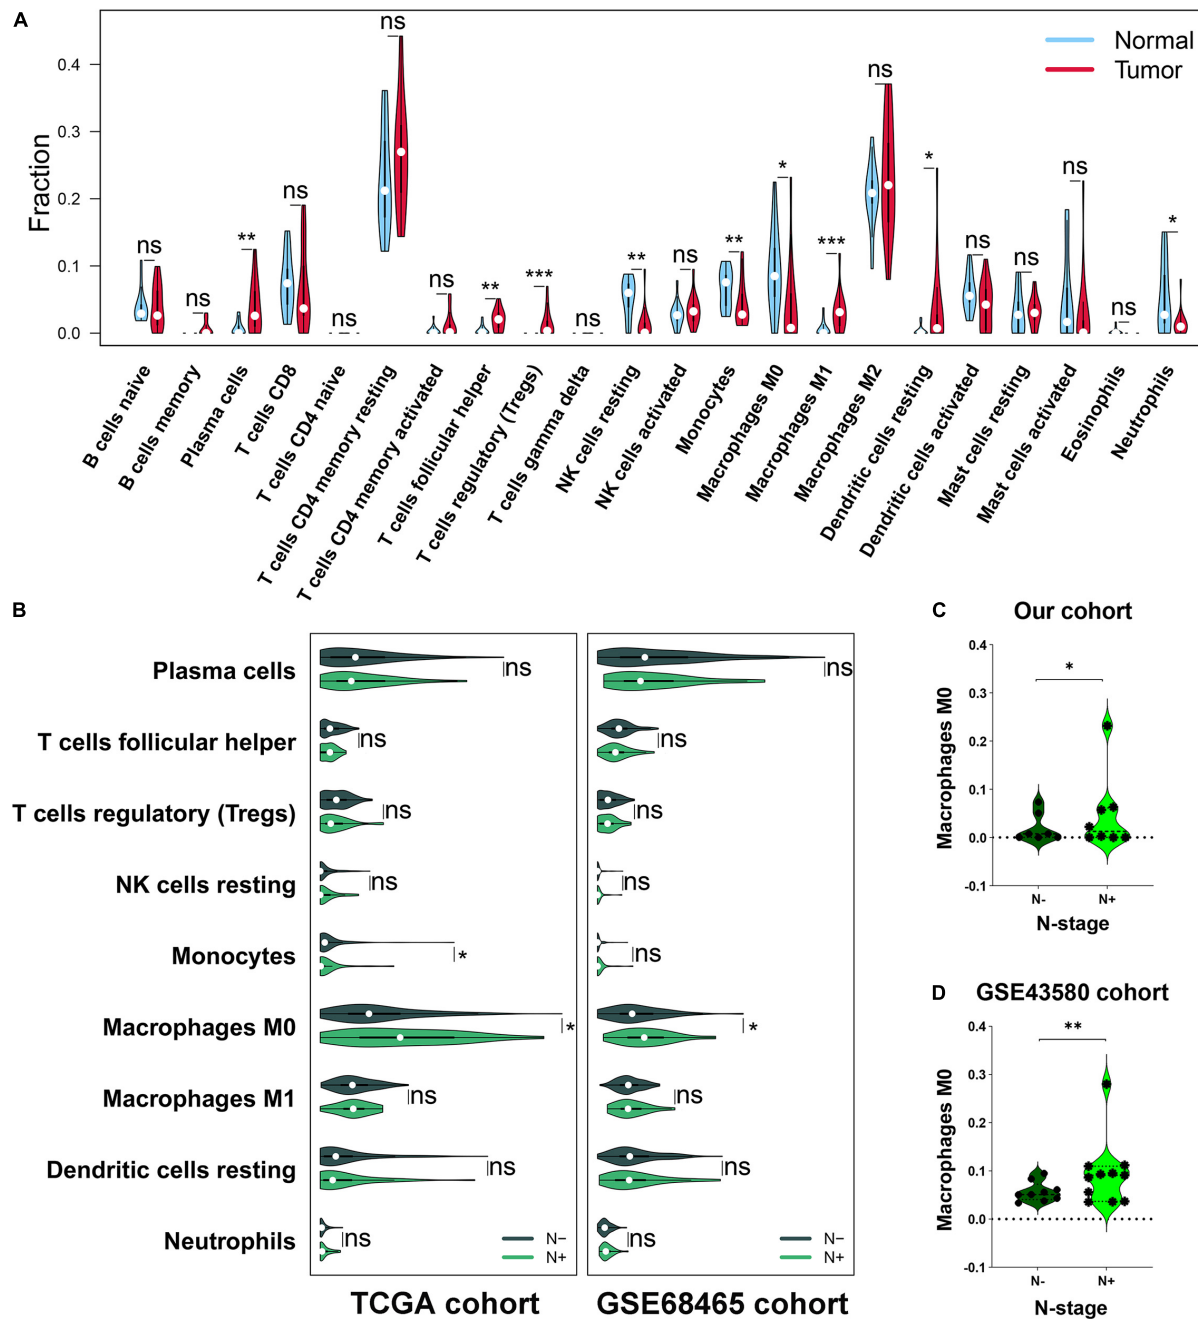 A
Normal
Tumor
Fraction
0.4
0.3
0.2
0.1
0.0
ns
ns
**
ns
ns
ns
**
***
ns
**
ns
**
*
***
ns
*
ns
ns
ns
ns
*
B cells naive
B cells memory
Plasma cells
T cells CD8
T cells CD4 naive
T cells CD4 memory resting
T cells CD4 memory activated
T cells follicular helper
T cells regulatory (Tregs)
T cells gamma delta
NK cells resting
NK cells activated
Monocytes
Macrophages M0
Macrophages M1
Macrophages M2
Dendritic cells resting
Dendritic cells activated
Mast cells resting
Mast cells activated
Eosinophils
Neutrophils
B
Plasma cells ns ns
T cells follicular helper ns ns
T cells regulatory (Tregs) ns ns
NK cells resting ns ns
Monocytes * ns
Macrophages M0 * *
Macrophages M1 ns ns
Dendritic cells resting ns ns
Neutrophils ns ns
N−
N+
N−
N+
TCGA cohort
GSE68465 cohort
C
Our cohort
Macrophages M0
0.4
0.3
0.2
0.1
0.0
-0.1
*
N- N+
N-stage
D
GSE43580 cohort
Macrophages M0
0.4
0.3
0.2
0.1
0.0
-0.1
**
N- N+
N-stage